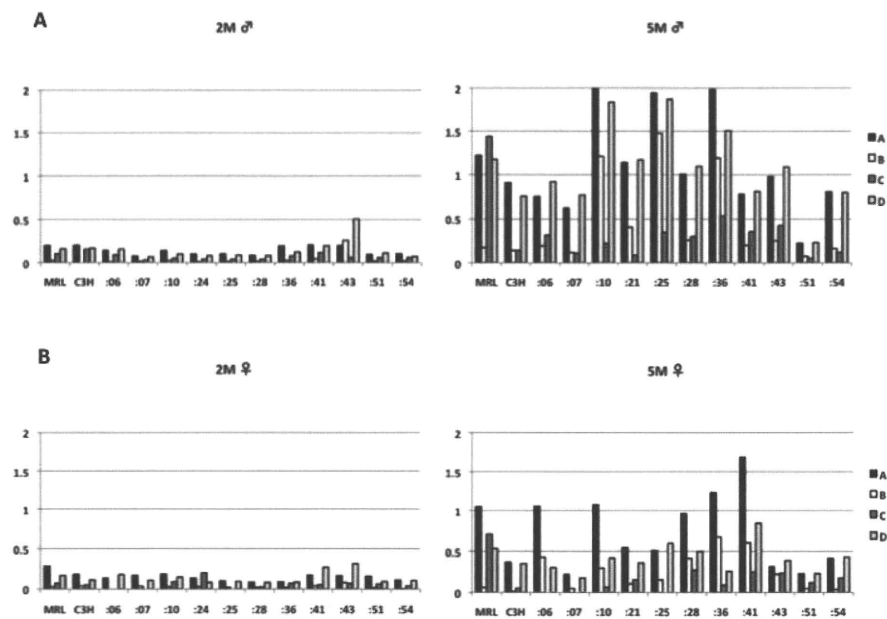 A
2M ♂ 5M ♂
2 2
1.5 1.5
1 1
0.5 0.5
0 0
MRL C3H :06 :07 :10 :21 :24 :25 :28 :36 :41 :43 :51 :54
MRL C3H :06 :07 :10 :21 :25 :28 :36 :41 :43 :51 :54
A
B
C
D
B
2M ♀ 5M ♀
2 2
1.5 1.5
1 1
0.5 0.5
0 0
MRL C3H :06 :07 :10 :24 :25 :28 :36 :41 :43 :51 :54
MRL C3H :06 :07 :10 :21 :25 :28 :36 :41 :43 :51 :54
A
B
C
D